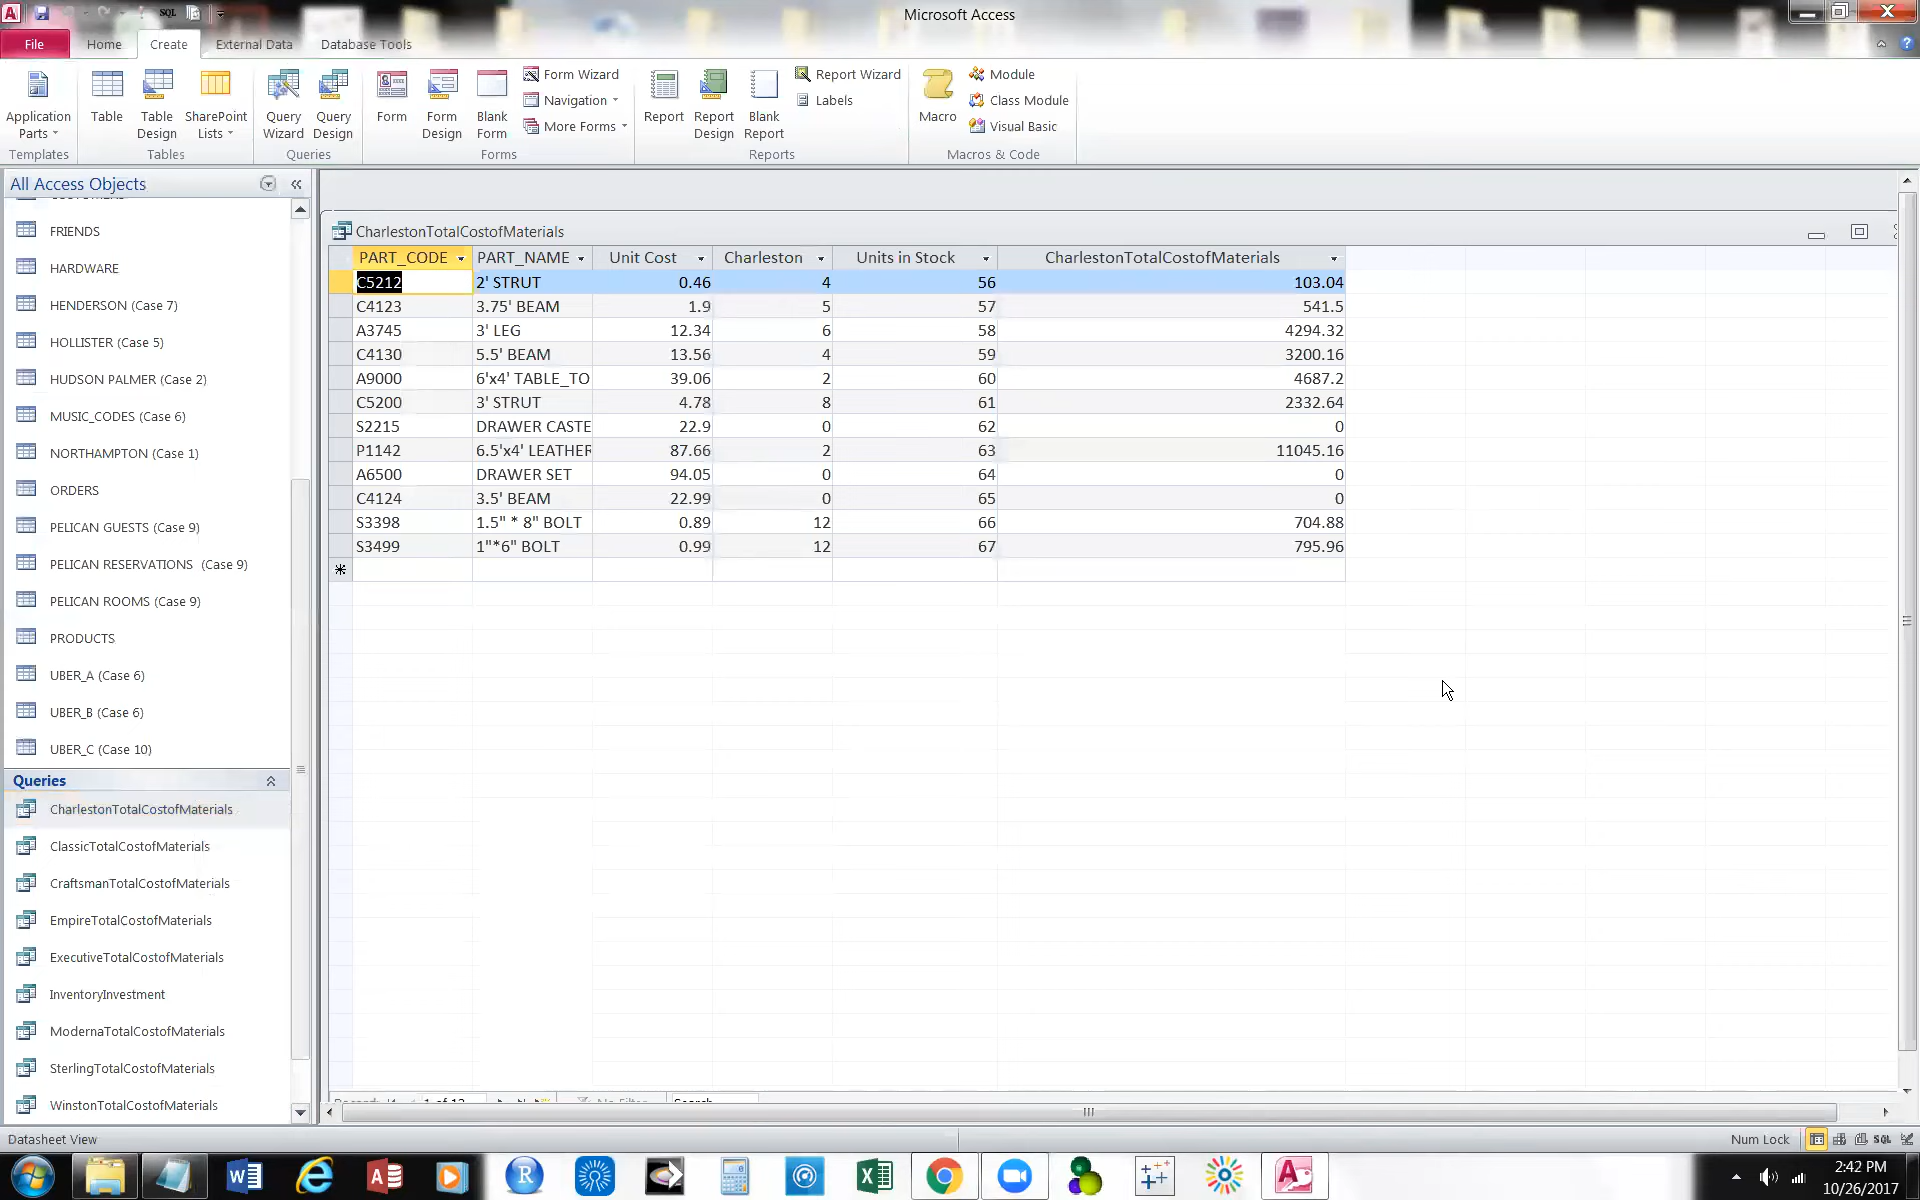 SQL
Microsoft Access
File Home Create External Data Database Tools
Application Parts
Table
Table Design
SharePoint Lists
Query Wizard
Query Design
Form
Form Design
Blank Form
Form Wizard
Navigation
More Forms
Report
Report Design
Blank Report
Report Wizard
Labels
Macro
Module
Class Module
Visual Basic
Templates Tables Queries Forms Reports Macros & Code
All Access Objects
CUSTOMERS
FRIENDS
HARDWARE
HENDERSON (Case 7)
HOLLISTER (Case 5)
HUDSON PALMER (Case 2)
MUSIC_CODES (Case 6)
NORTHAMPTON (Case 1)
ORDERS
PELICAN GUESTS (Case 9)
PELICAN RESERVATIONS (Case 9)
PELICAN ROOMS (Case 9)
PRODUCTS
UBER_A (Case 6)
UBER_B (Case 6)
UBER_C (Case 10)
Queries
CharlestonTotalCostofMaterials
ClassicTotalCostofMaterials
CraftsmanTotalCostofMaterials
EmpireTotalCostofMaterials
ExecutiveTotalCostofMaterials
InventoryInvestment
ModernaTotalCostofMaterials
SterlingTotalCostofMaterials
WinstonTotalCostofMaterials
CharlestonTotalCostofMaterials
PART_CODE PART_NAME Unit Cost Charleston Units in Stock CharlestonTotalCostofMaterials
C5212 2' STRUT 0.46 4 56 103.04
C4123 3.75' BEAM 1.9 5 57 541.5
A3745 3' LEG 12.34 6 58 4294.32
C4130 5.5' BEAM 13.56 4 59 3200.16
A9000 6'x4' TABLE_TO 39.06 2 60 4687.2
C5200 3' STRUT 4.78 8 61 2332.64
S2215 DRAWER CASTE 22.9 0 62 0
P1142 6.5'x4' LEATHER 87.66 2 63 11045.16
A6500 DRAWER SET 94.05 0 64 0
C4124 3.5' BEAM 22.99 0 65 0
S3398 1.5" * 8" BOLT 0.89 12 66 704.88
S3499 1"*6" BOLT 0.99 12 67 795.96
Record: 1 of 12 No Filter Search
Datasheet View Num Lock SQL
2:42 PM
10/26/2017